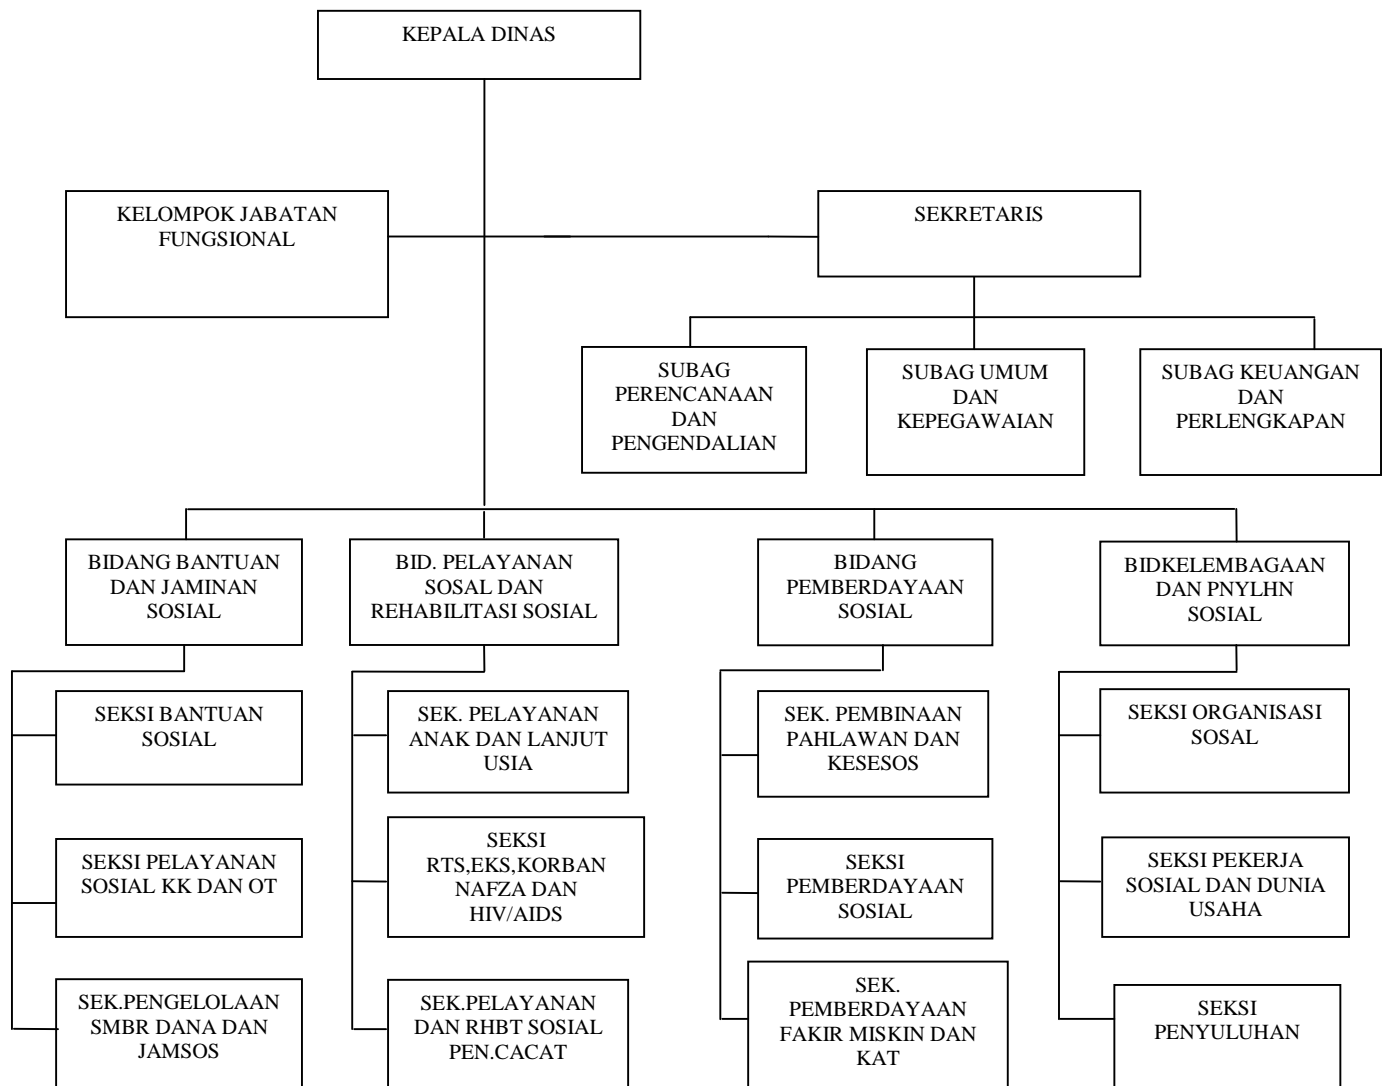 KEPALA DINAS
KELOMPOK JABATAN
FUNGSIONAL
SEKRETARIS
SUBAG
PERENCANAAN
DAN
PENGENDALIAN
SUBAG UMUM
DAN
KEPEGAWAIAN
SUBAG KEUANGAN
DAN
PERLENGKAPAN
BIDANG BANTUAN
DAN JAMINAN
SOSIAL
BID. PELAYANAN
SOSAL DAN
REHABILITASI SOSIAL
BIDANG
PEMBERDAYAAN
SOSIAL
BIDKELEMBAGAAN
DAN PNYLHN
SOSIAL
SEKSI BANTUAN
SOSIAL
SEK. PELAYANAN
ANAK DAN LANJUT
USIA
SEK. PEMBINAAN
PAHLAWAN DAN
KESESOS
SEKSI ORGANISASI
SOSAL
SEKSI PELAYANAN
SOSIAL KK DAN OT
SEKSI
RTS,EKS,KORBAN
NAFZA DAN
HIV/AIDS
SEKSI
PEMBERDAYAAN
SOSIAL
SEKSI PEKERJA
SOSIAL DAN DUNIA
USAHA
SEK.PENGELOLAAN
SMBR DANA DAN
JAMSOS
SEK.PELAYANAN
DAN RHBT SOSIAL
PEN.CACAT
SEK.
PEMBERDAYAAN
FAKIR MISKIN DAN
KAT
SEKSI
PENYULUHAN